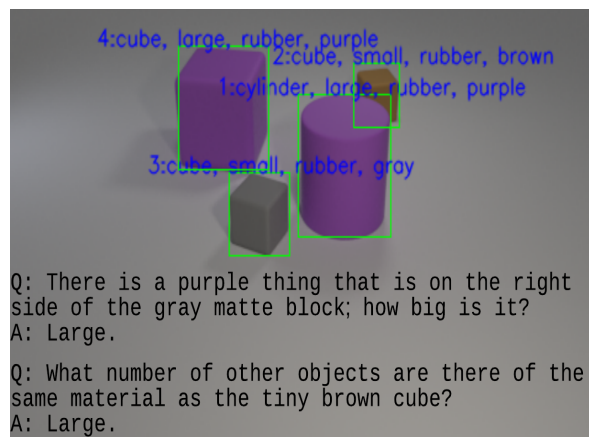 4:cube, large, rubber, purple
2:cube, small, rubber, brown
1:cylinder, large, rubber, purple
3:cube, small, rubber, gray
Q: There is a purple thing that is on the right
side of the gray matte block; how big is it?
A: Large.
Q: What number of other objects are there of the
same material as the tiny brown cube?
A: Large.